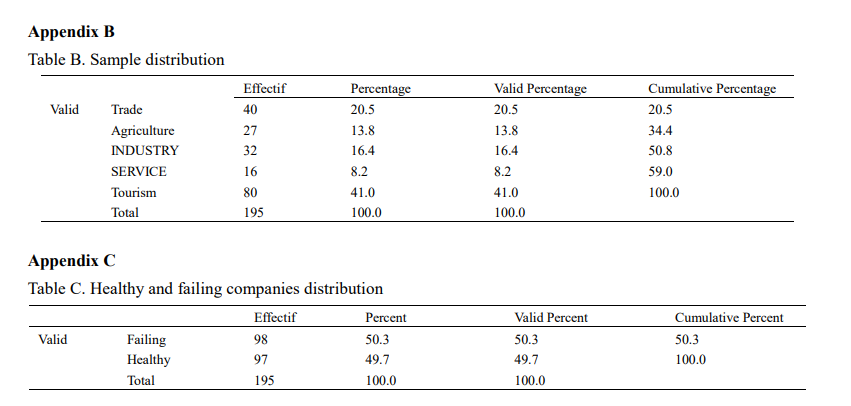 Appendix B
Table B. Sample distribution
Effectif Percentage Valid Percentage Cumulative Percentage
Valid Trade 40 20.5 20.5 20.5
Agriculture 27 13.8 13.8 34.4
INDUSTRY 32 16.4 16.4 50.8
SERVICE 16 8.2 8.2 59.0
Tourism 80 41.0 41.0 100.0
Total 195 100.0 100.0
Appendix C
Table C. Healthy and failing companies distribution
Effectif Percent Valid Percent Cumulative Percent
Valid Failing 98 50.3 50.3 50.3
Healthy 97 49.7 49.7 100.0
Total 195 100.0 100.0